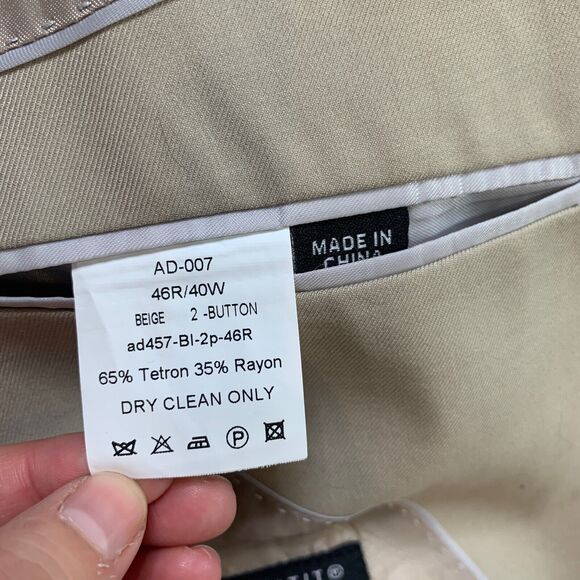 AD-007
46R/40W
BEIGE 2 -BUTTON
ad457-BI-2p-46R
65% Tetron 35% Rayon
DRY CLEAN ONLY
P
MADE IN
CHINA